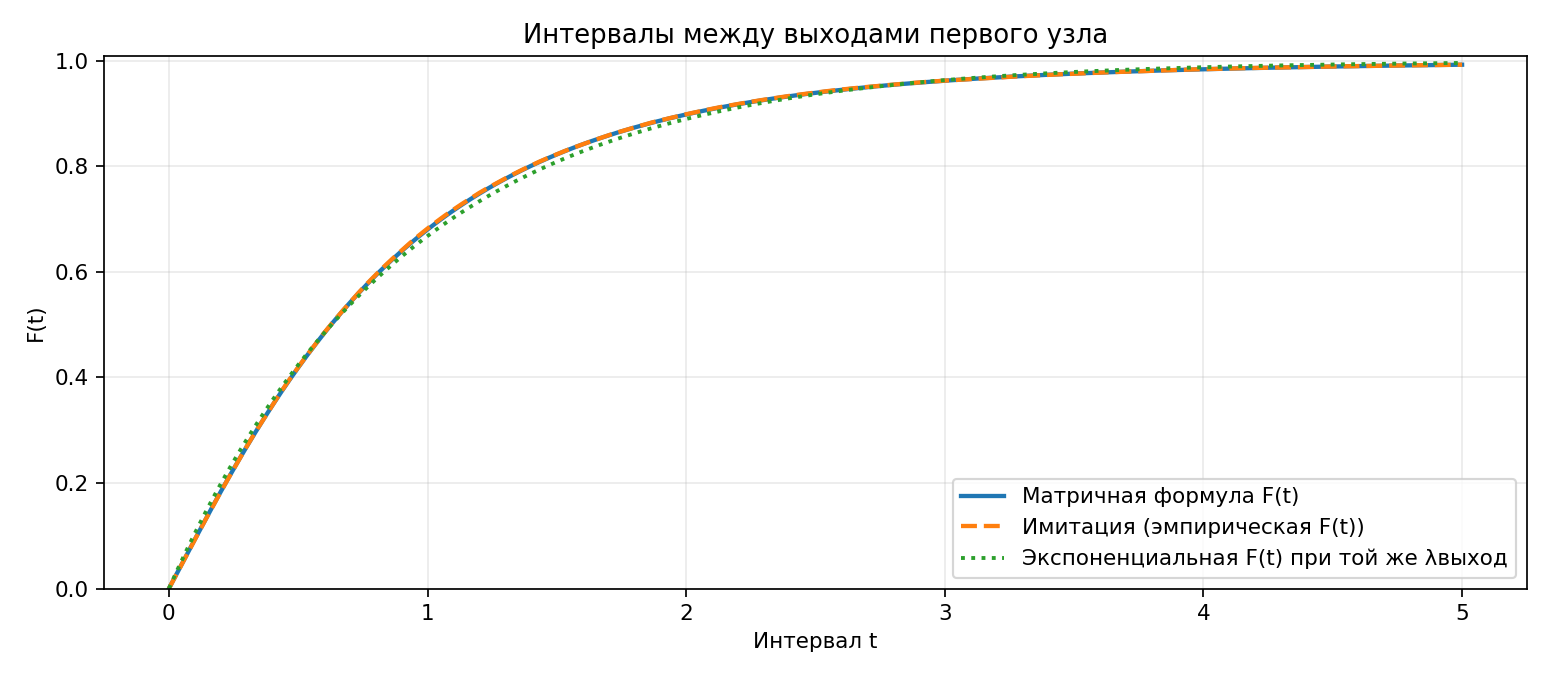 Интервалы между выходами первого узла
F(t)
1.0
0.8
0.6
0.4
0.2
0.0
Матричная формула F(t)
Имитация (эмпирическая F(t))
Экспоненциальная F(t) при той же λвыход
0 1 2 3 4 5
Интервал t